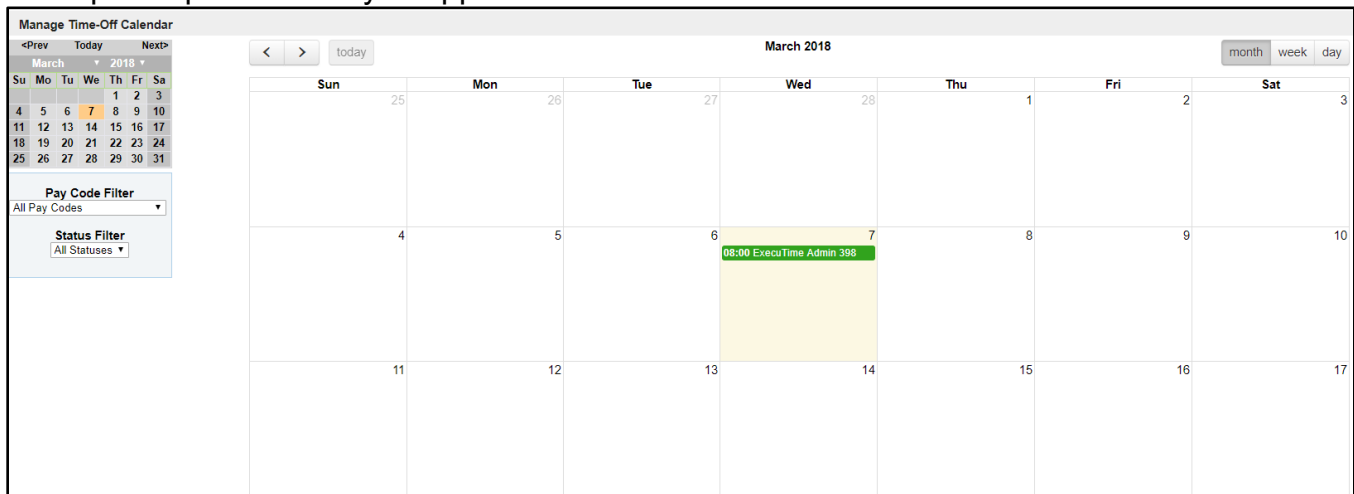 Manage Time-Off Calendar
<Prev Today Next>
March ▼ 2018 ▼
Su Mo Tu We Th Fr Sa
1 2 3
4 5 6 7 8 9 10
11 12 13 14 15 16 17
18 19 20 21 22 23 24
25 26 27 28 29 30 31
Pay Code Filter
All Pay Codes ▼
Status Filter
All Statuses ▼
< > today
March 2018
month week day
Sun Mon Tue Wed Thu Fri Sat
25 26 27 28 1 2 3
4 5 6 7 8 9 10
08:00 ExecuTime Admin 398
11 12 13 14 15 16 17